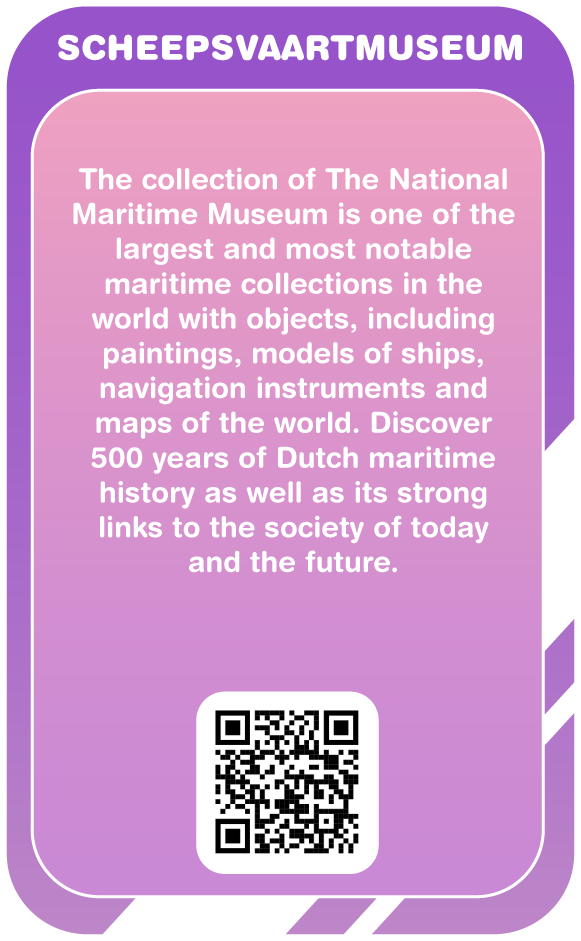 SCHEEPSVAARTMUSEUM
The collection of The National
Maritime Museum is one of the
largest and most notable
maritime collections in the
world with objects, including
paintings, models of ships,
navigation instruments and
maps of the world. Discover
500 years of Dutch maritime
history as well as its strong
links to the society of today
and the future.